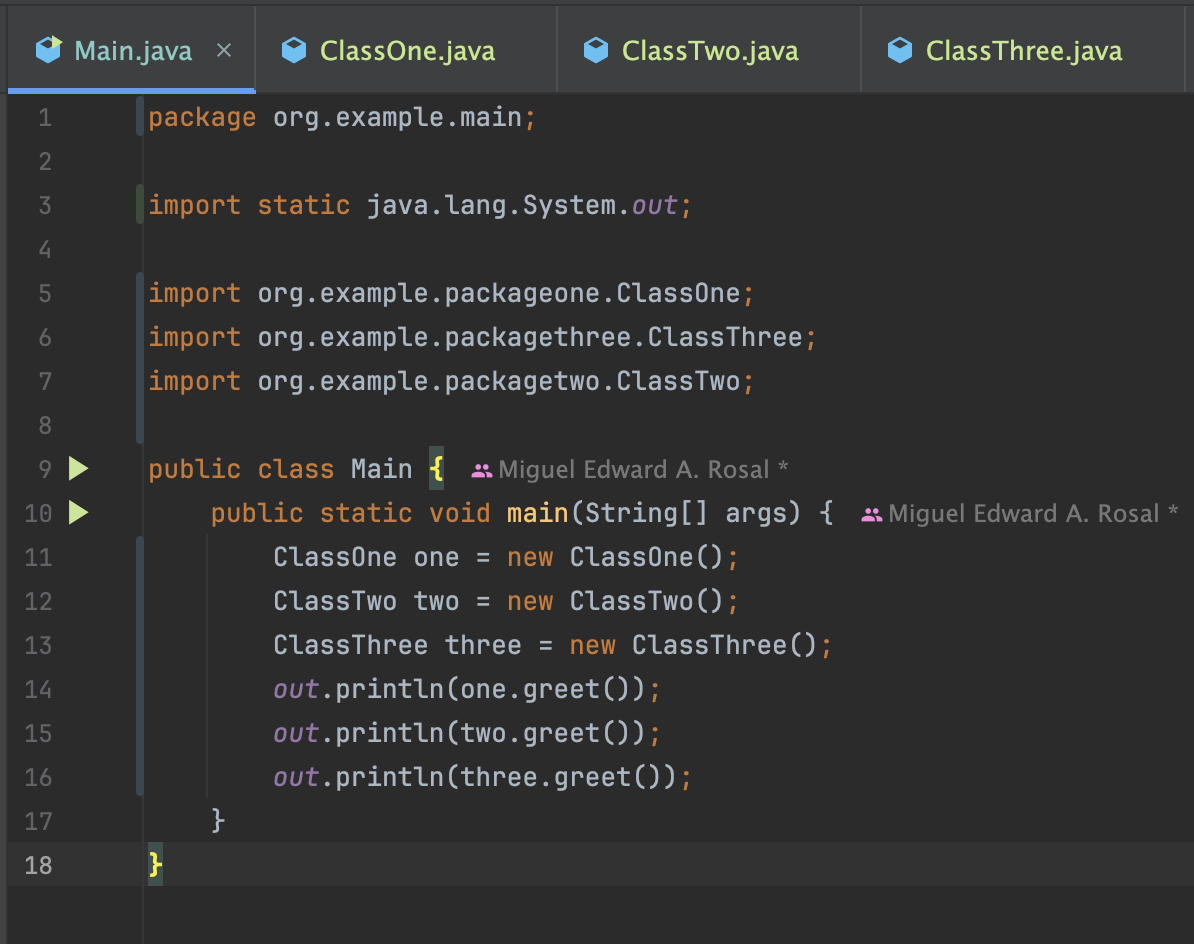 Main.java × ClassOne.java ClassTwo.java ClassThree.java
1 package org.example.main;
2
3 import static java.lang.System.out;
4
5 import org.example.packageone.ClassOne;
6 import org.example.packagethree.ClassThree;
7 import org.example.packagetwo.ClassTwo;
8
9 public class Main { Miguel Edward A. Rosal *
10 public static void main(String[] args) { Miguel Edward A. Rosal *
11 ClassOne one = new ClassOne();
12 ClassTwo two = new ClassTwo();
13 ClassThree three = new ClassThree();
14 out.println(one.greet());
15 out.println(two.greet());
16 out.println(three.greet());
17 }
18 }